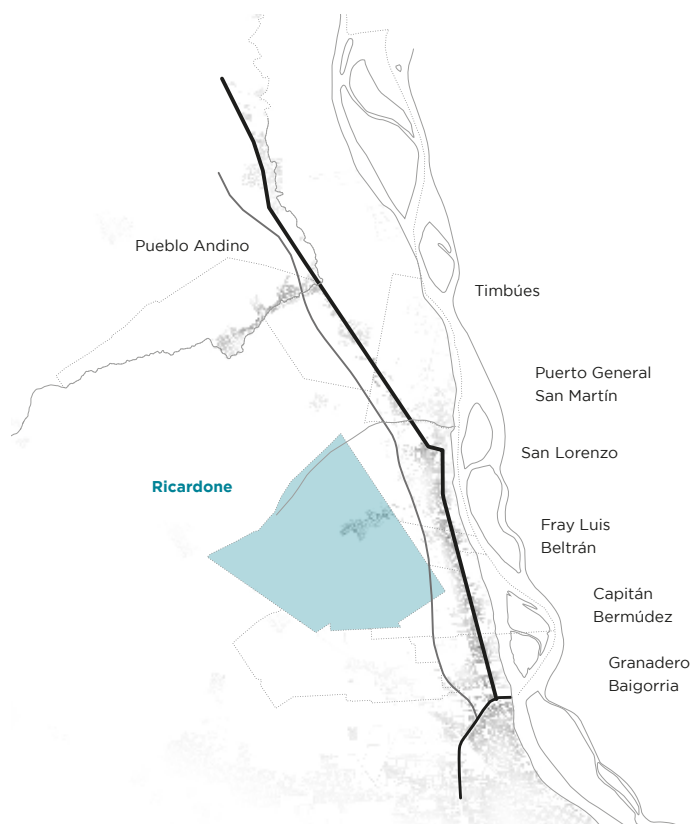 Pueblo Andino
Timbúes
Puerto General
San Martín
San Lorenzo
Ricardone
Fray Luis
Beltrán
Capitán
Bermúdez
Granadero
Baigorria